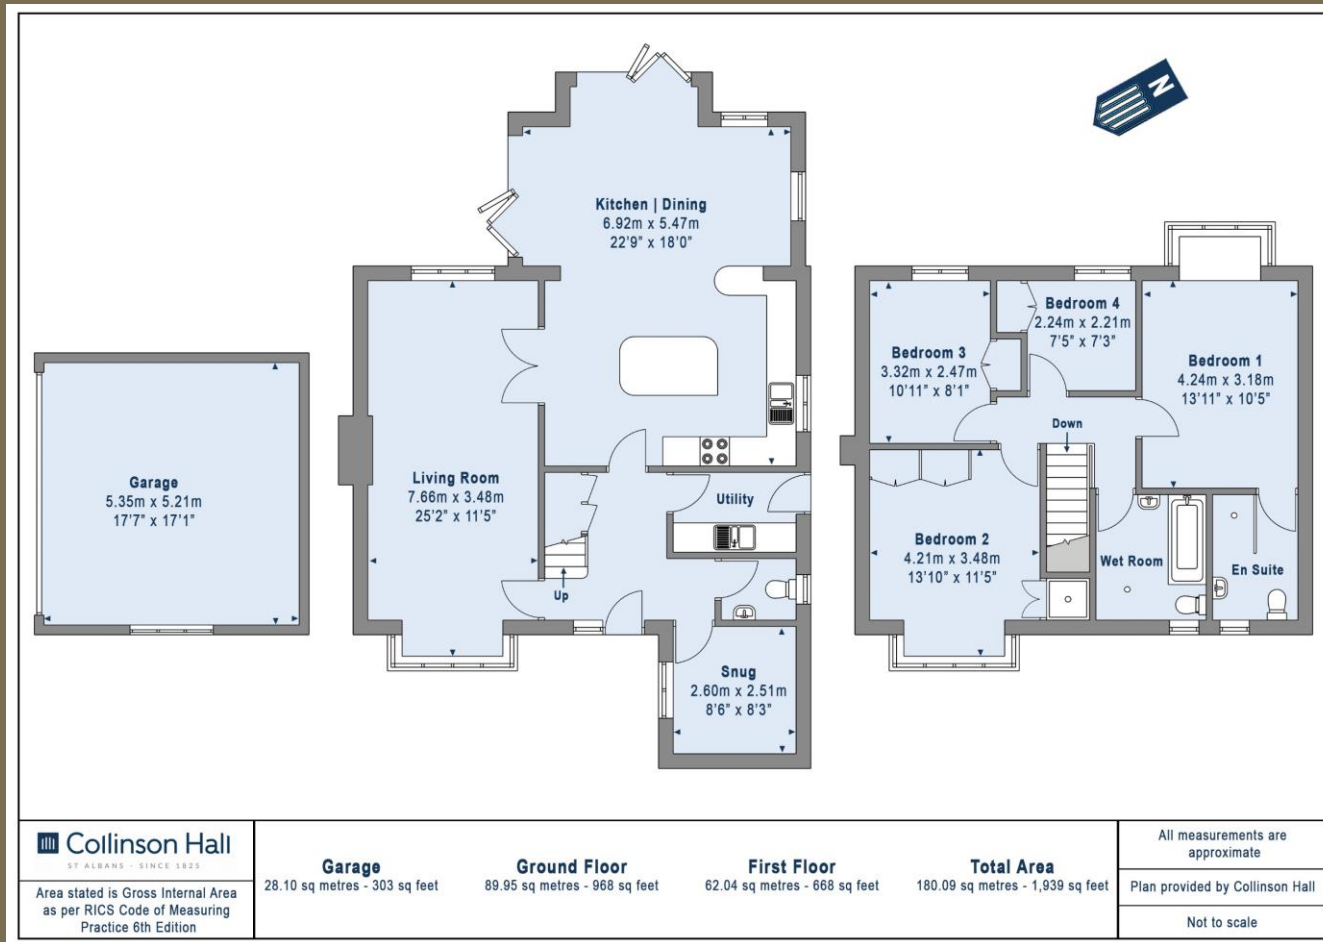 N
Kitchen | Dining
6.92m x 5.47m
22'9" x 18'0"
Garage
5.35m x 5.21m
17'7" x 17'1"
Living Room
7.66m x 3.48m
25'2" x 11'5"
Utility
Up
Snug
2.60m x 2.51m
8'6" x 8'3"
Bedroom 4
2.24m x 2.21m
7'5" x 7'3"
Bedroom 3
3.32m x 2.47m
10'11" x 8'1"
Bedroom 1
4.24m x 3.18m
13'11" x 10'5"
Down
Bedroom 2
4.21m x 3.48m
13'10" x 11'5"
Wet Room
En Suite
Collinson Hall
ST ALBANS - SINCE 1825
Area stated is Gross Internal Area
as per RICS Code of Measuring
Practice 6th Edition
Garage
28.10 sq metres - 303 sq feet
Ground Floor
89.95 sq metres - 968 sq feet
First Floor
62.04 sq metres - 668 sq feet
Total Area
180.09 sq metres - 1,939 sq feet
All measurements are
approximate
Plan provided by Collinson Hall
Not to scale